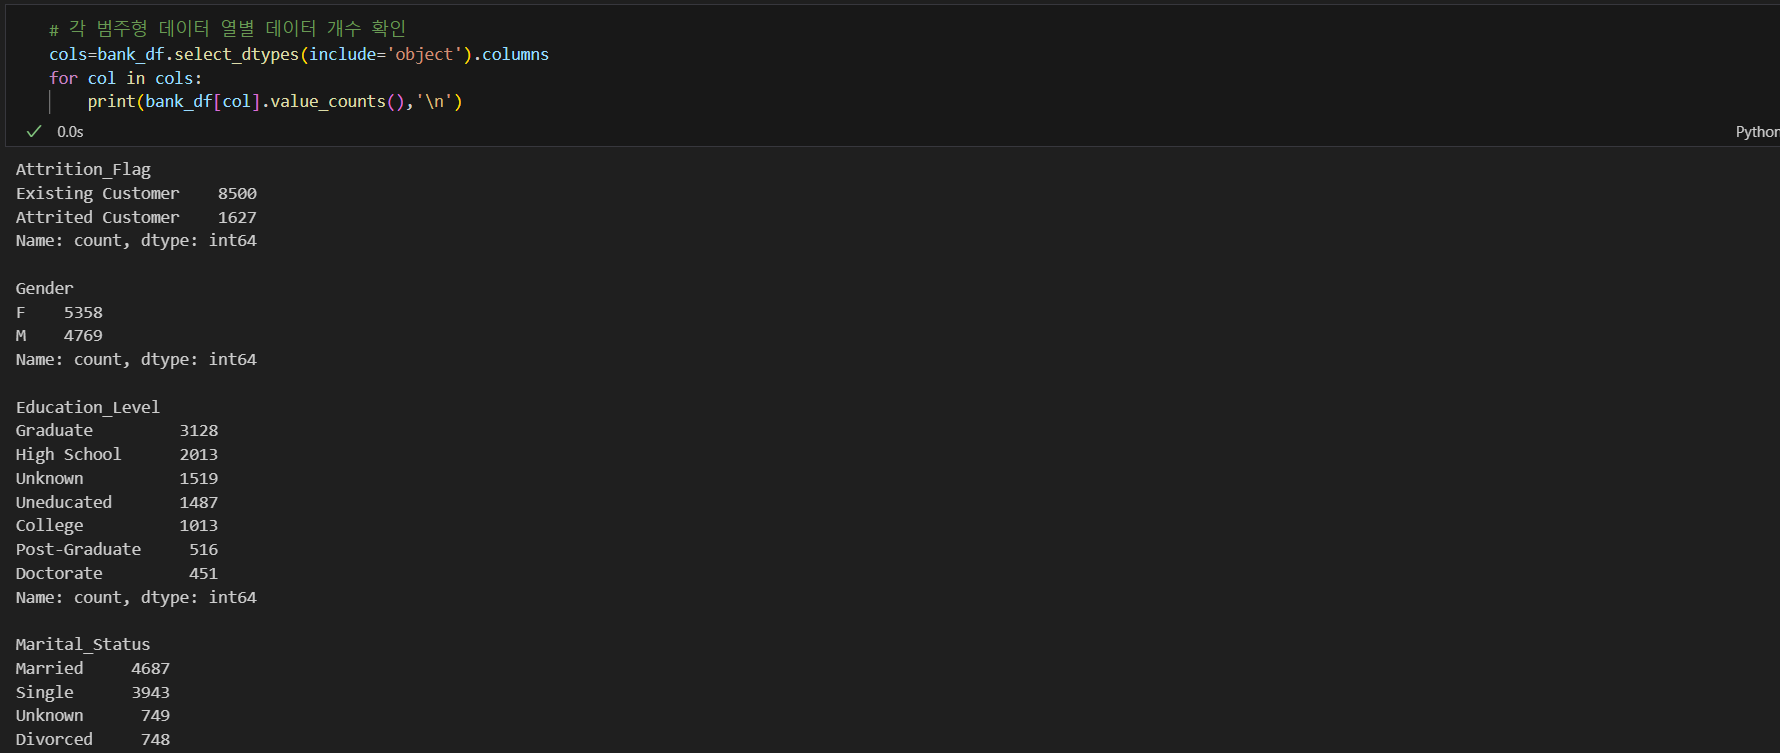 # 각 범주형 데이터 열별 데이터 개수 확인
cols=bank_df.select_dtypes(include='object').columns
for col in cols:
    print(bank_df[col].value_counts(),'\n')
0.0s
Python
Attrition_Flag
Existing Customer    8500
Attrited Customer    1627
Name: count, dtype: int64
Gender
F    5358
M    4769
Name: count, dtype: int64
Education_Level
Graduate         3128
High School      2013
Unknown          1519
Uneducated       1487
College          1013
Post-Graduate     516
Doctorate         451
Name: count, dtype: int64
Marital_Status
Married     4687
Single      3943
Unknown      749
Divorced     748